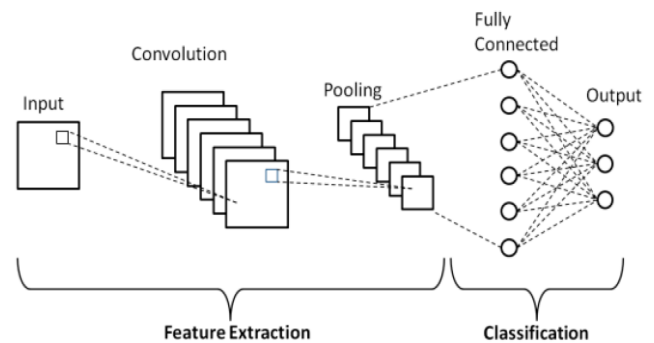 Fully
Connected
Convolution
Pooling
Input
Output
Feature Extraction
Classification